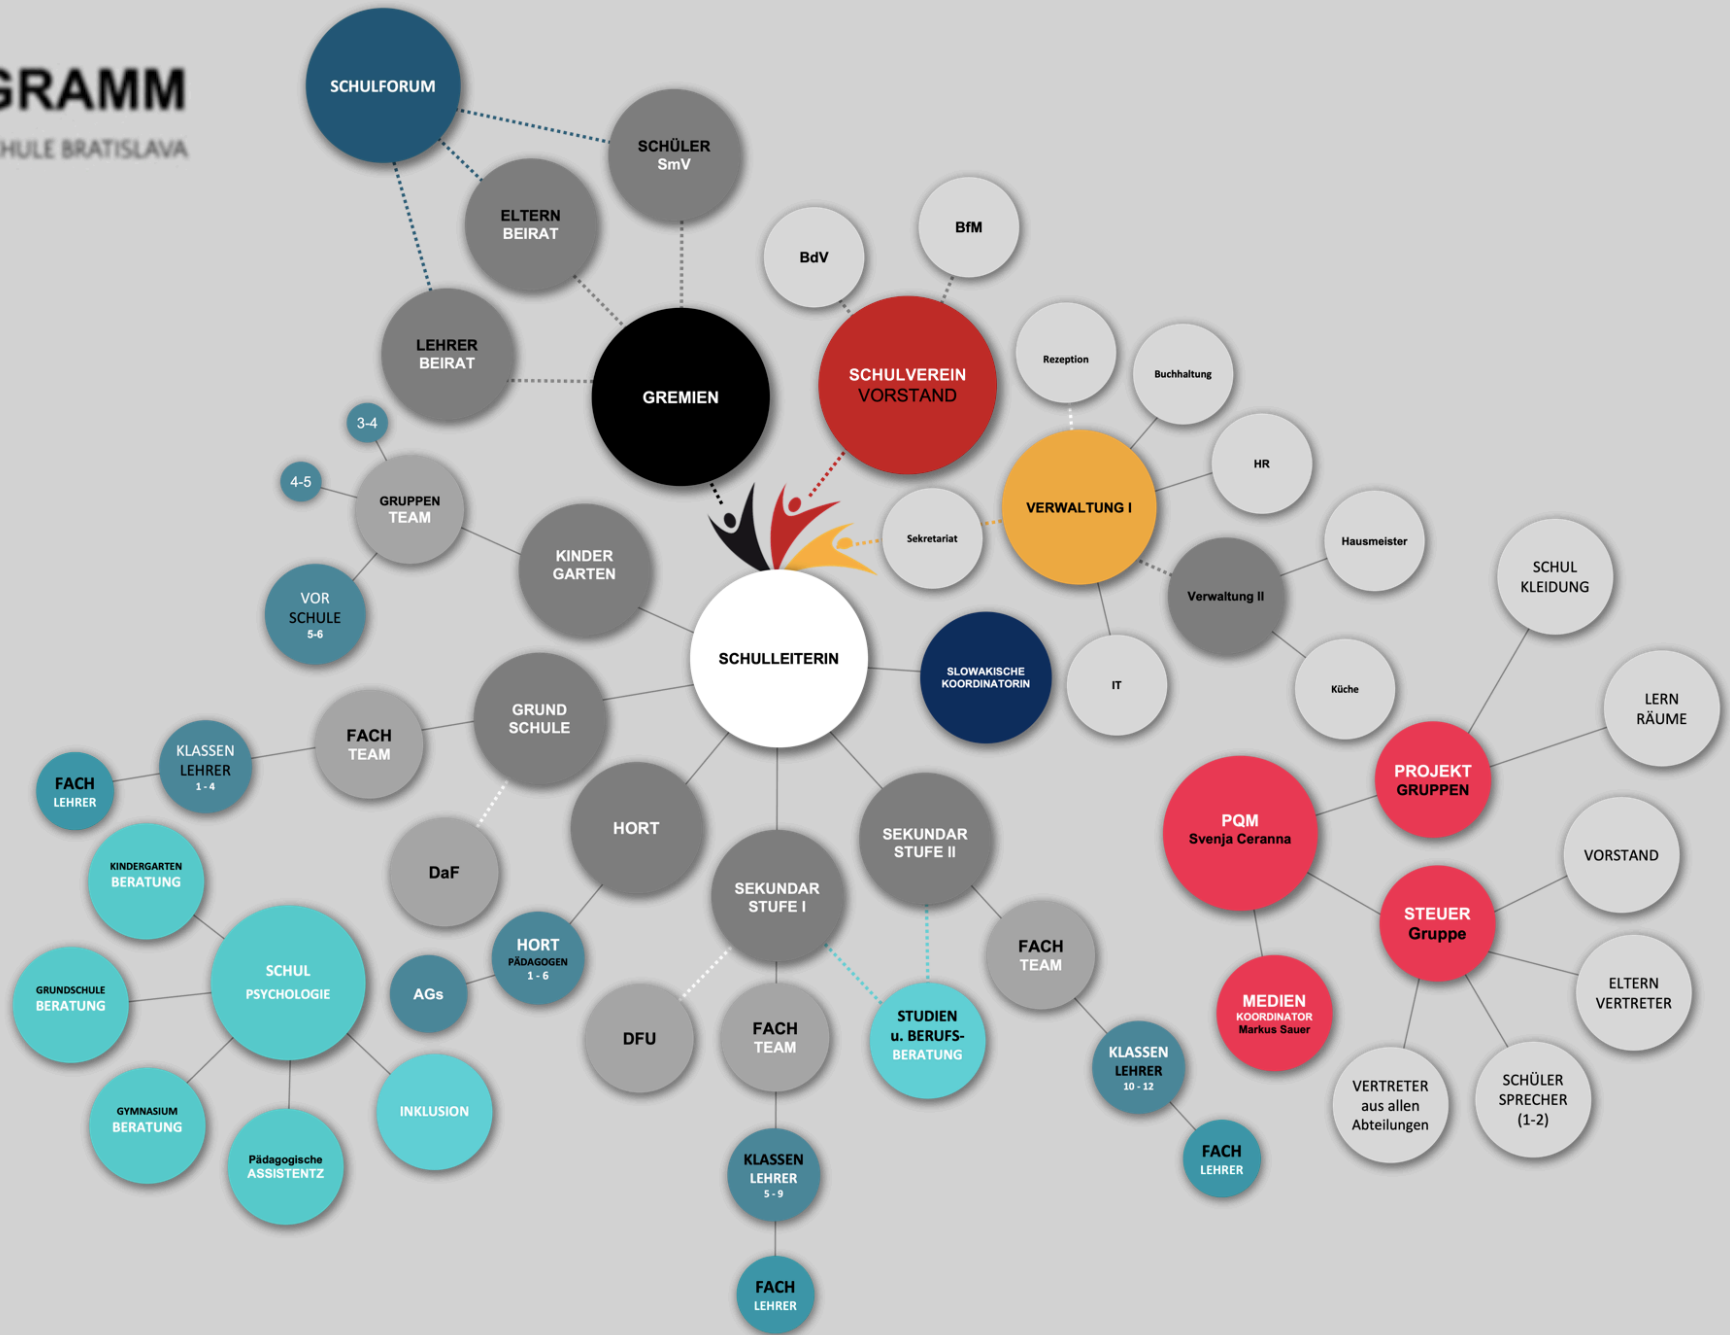 GRAMM
HULE BRATISLAVA
SCHULFORUM
SCHÜLER
SmV
ELTERN
BEIRAT
LEHRER
BEIRAT
GREMIEN
BdV
BfM
SCHULVEREIN
VORSTAND
Rezeption
Buchhaltung
HR
VERWALTUNG I
Sekretariat
Hausmeister
Verwaltung II
Küche
IT
3-4
4-5
GRUPPEN
TEAM
VOR
SCHULE
5-6
KINDER
GARTEN
SCHULLEITERIN
SLOWAKISCHE
KOORDINATORIN
GRUND
SCHULE
FACH
TEAM
KLASSEN
LEHRER
1 - 4
FACH
LEHRER
DaF
HORT
HORT
PÄDAGOGEN
1 - 6
AGs
SEKUNDAR
STUFE I
SEKUNDAR
STUFE II
DFU
FACH
TEAM
STUDIEN
u. BERUFS-
BERATUNG
FACH
TEAM
KLASSEN
LEHRER
10 - 12
FACH
LEHRER
KLASSEN
LEHRER
5 - 9
FACH
LEHRER
KINDERGARTEN
BERATUNG
SCHUL
PSYCHOLOGIE
GRUNDSCHULE
BERATUNG
GYMNASIUM
BERATUNG
Pädagogische
ASSISTENTZ
INKLUSION
SCHUL
KLEIDUNG
LERN
RÄUME
PROJEKT
GRUPPEN
PQM
Svenja Ceranna
VORSTAND
STEUER
Gruppe
ELTERN
VERTRETER
MEDIEN
KOORDINATOR
Markus Sauer
VERTRETER
aus allen
Abteilungen
SCHÜLER
SPRECHER
(1-2)